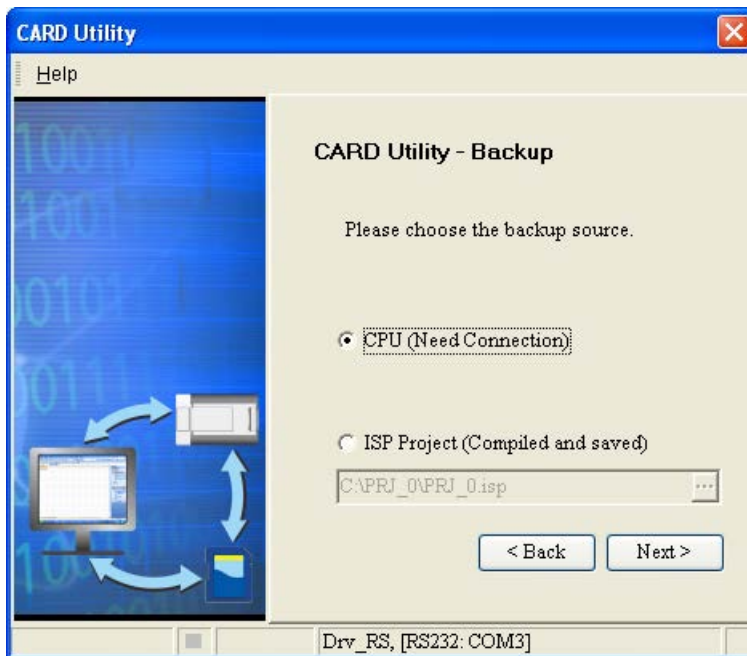 CARD Utility
Help
CARD Utility - Backup
Please choose the backup source.
CPU (Need Connection)
ISP Project (Compiled and saved)
C:\PRJ_0\PRJ_0.isp
...
< Back
Next >
Drv_RS, [RS232: COM3]